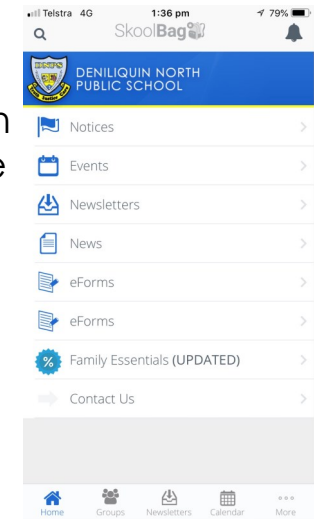 Telstra 4G 1:36 pm 79%
SkoolBag
DNPS
DENILIQUIN NORTH
PUBLIC SCHOOL
n
e
Notices
Events
Newsletters
News
eForms
eForms
% Family Essentials (UPDATED)
Contact Us
Home Groups Newsletters Calendar More